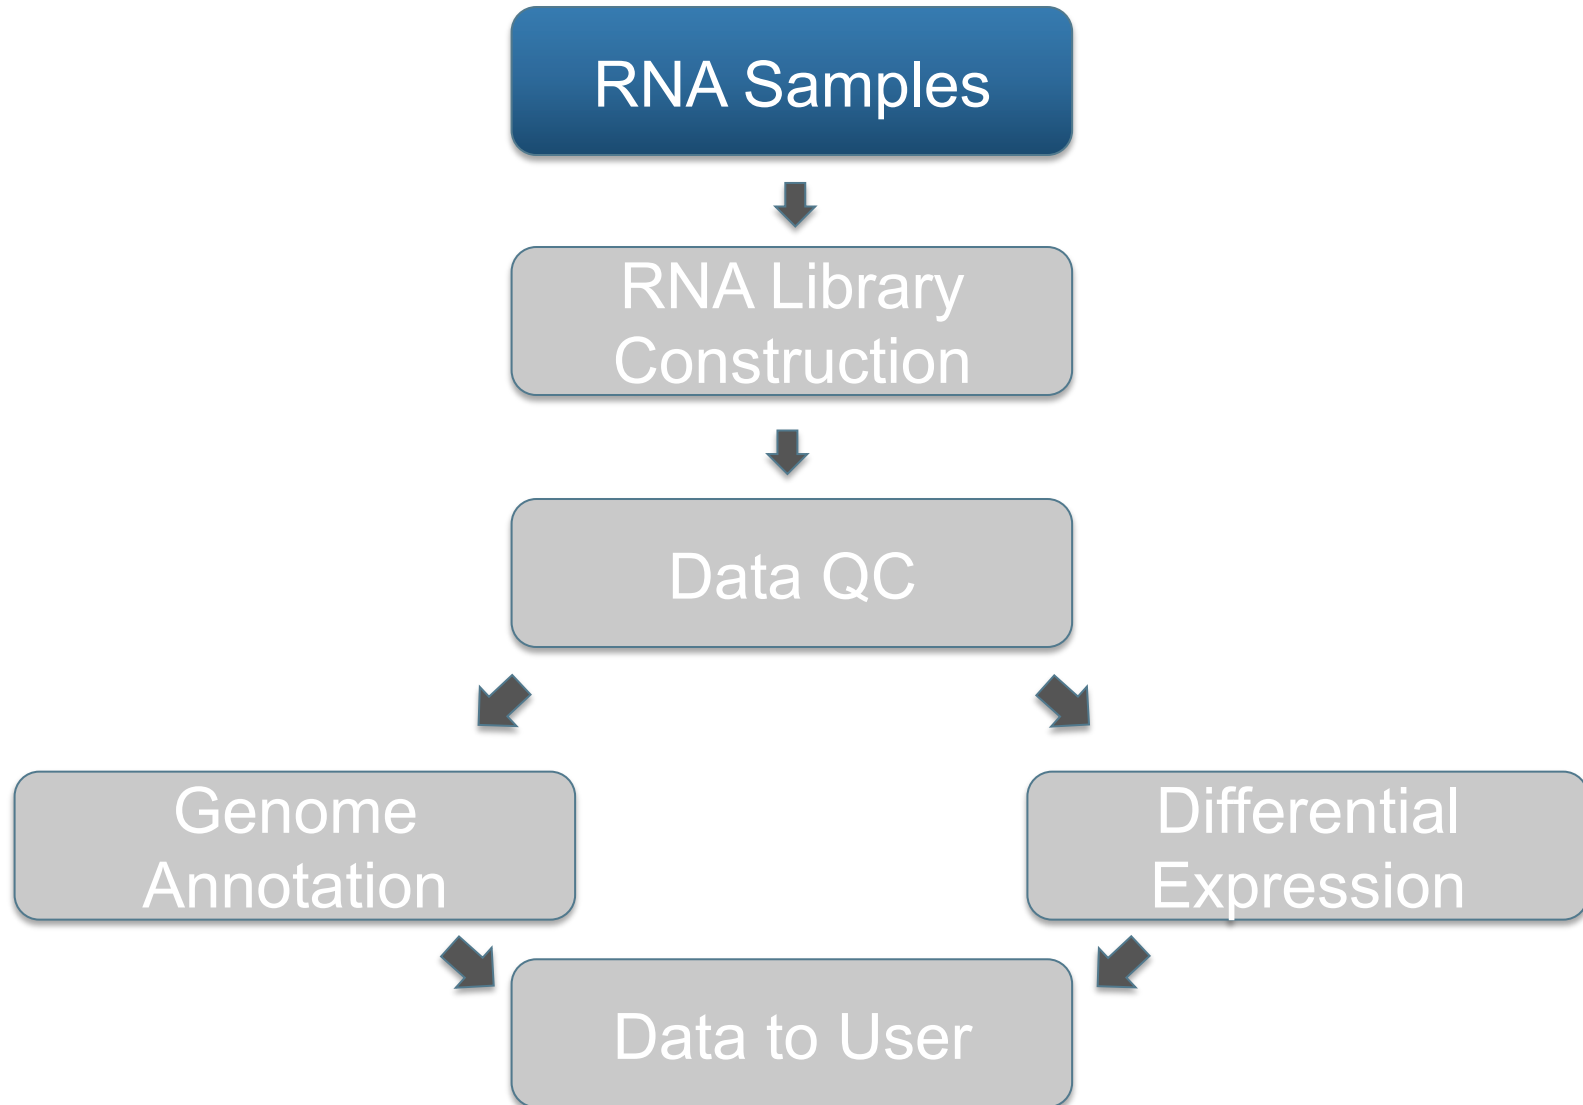 RNA Samples
RNA Library
Construction
Data QC
Genome
Annotation
Differential
Expression
Data to User